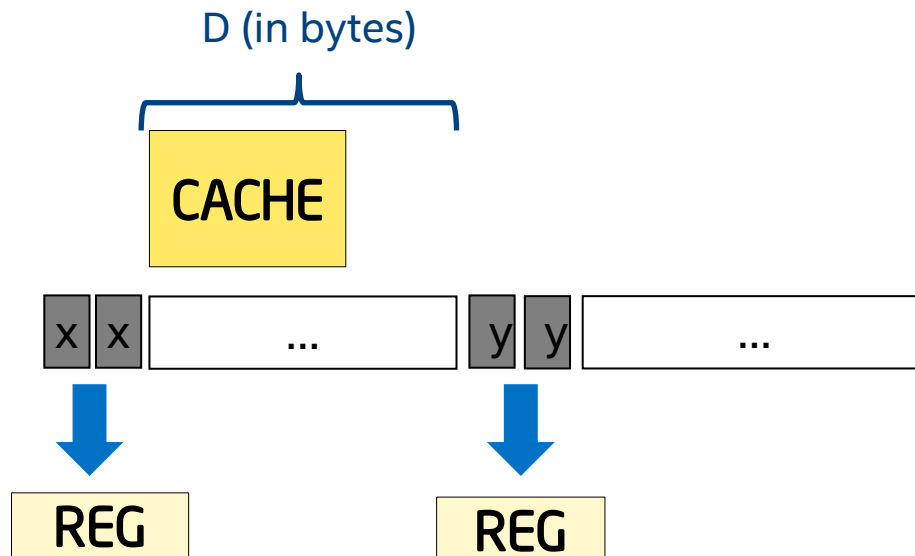 D (in bytes)
CACHE
x x ... y y ...
REG REG